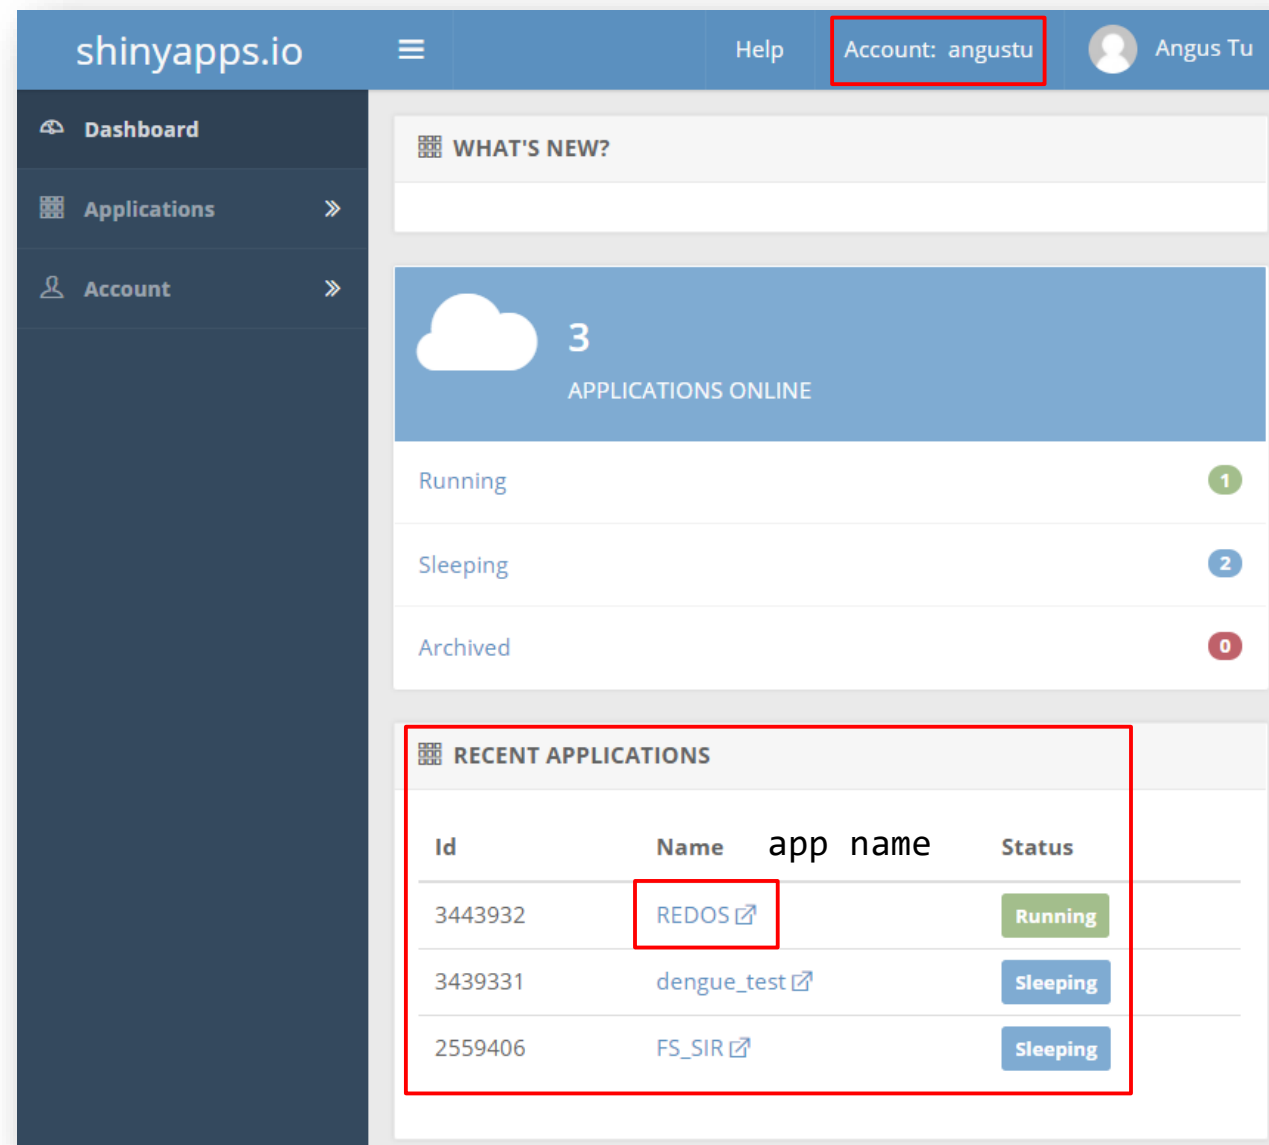 shinyapps.io Help Account: angustu Angus Tu
Dashboard
Applications
Account
WHAT'S NEW?
3
APPLICATIONS ONLINE
Running 1
Sleeping 2
Archived 0
RECENT APPLICATIONS
Id Name app name Status
3443932 REDOS Running
3439331 dengue_test Sleeping
2559406 FS_SIR Sleeping